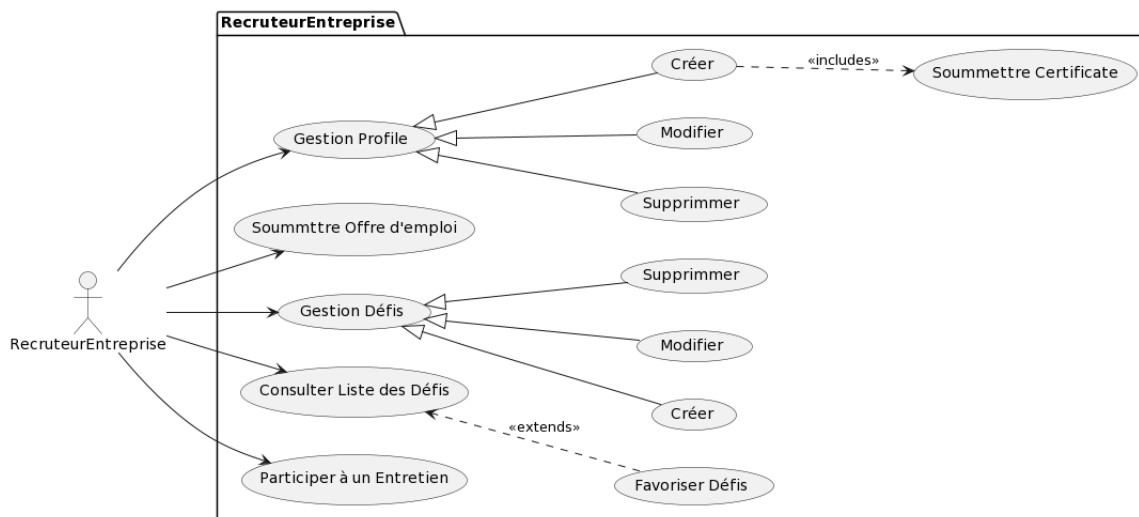 RecruteurEntreprise
Créer
«includes»
Soummettre Certificate
Gestion Profile
Modifier
Supprimmer
Soummttre Offre d'emploi
Supprimmer
Gestion Défis
RecruteurEntreprise
Modifier
Consulter Liste des Défis
Créer
«extends»
Participer à un Entretien
Favoriser Défis